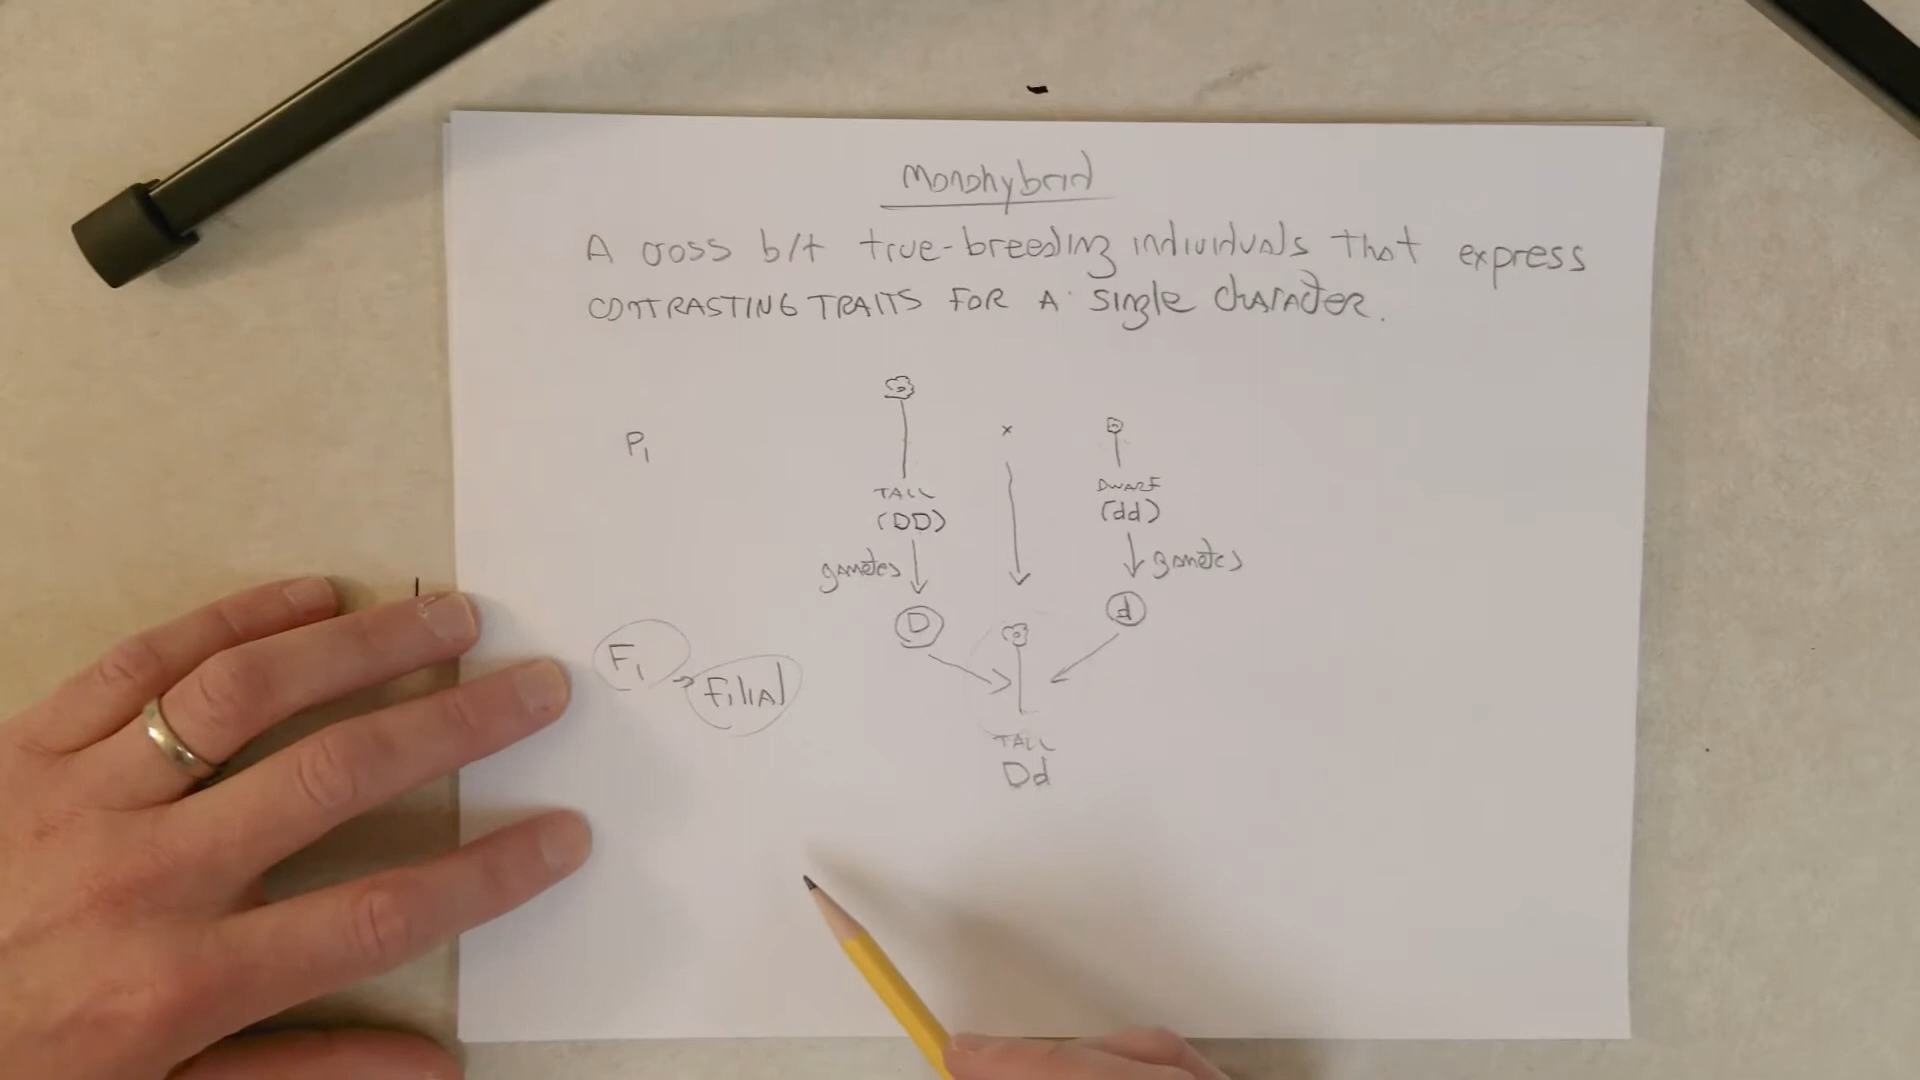 Monohybrid
A cross b/t true-breeding individuals that express
CONTRASTING TRAITS FOR A single character.
P1
x
TALL
(DD)
DWARF
(dd)
gametes
gametes
D
d
F1
Filial
TALL
Dd